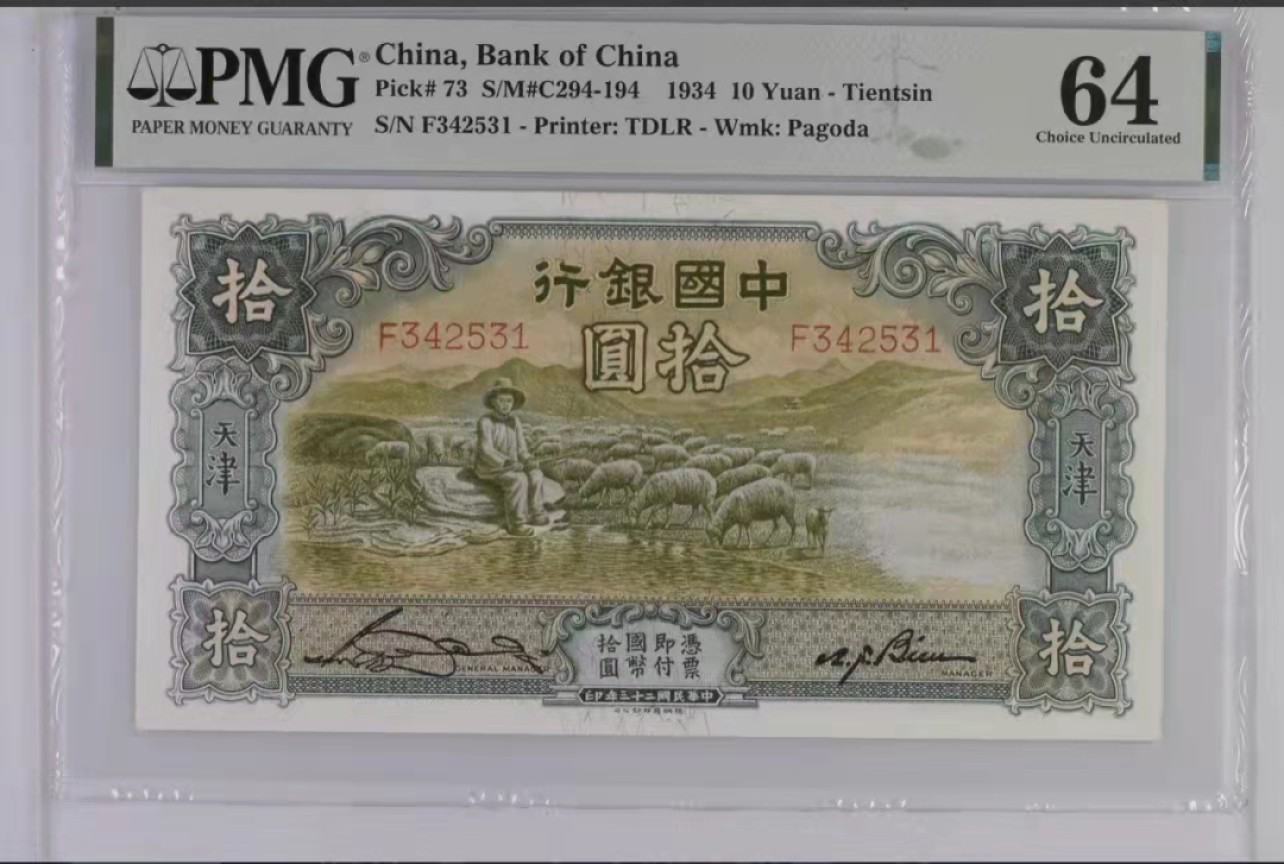 PMG® China, Bank of China
Pick# 73 S/M#C294-194 1934 10 Yuan - Tientsin
PAPER MONEY GUARANTY
S/N F342531 - Printer: TDLR - Wmk: Pagoda
64
Choice Uncirculated
行銀國中
拾
拾
F342531
圓拾
F342531
天津
天津
拾
拾
憑票
即付
國幣
拾圓
GENERAL MANAGER
MANAGER
印年三十二國民華中